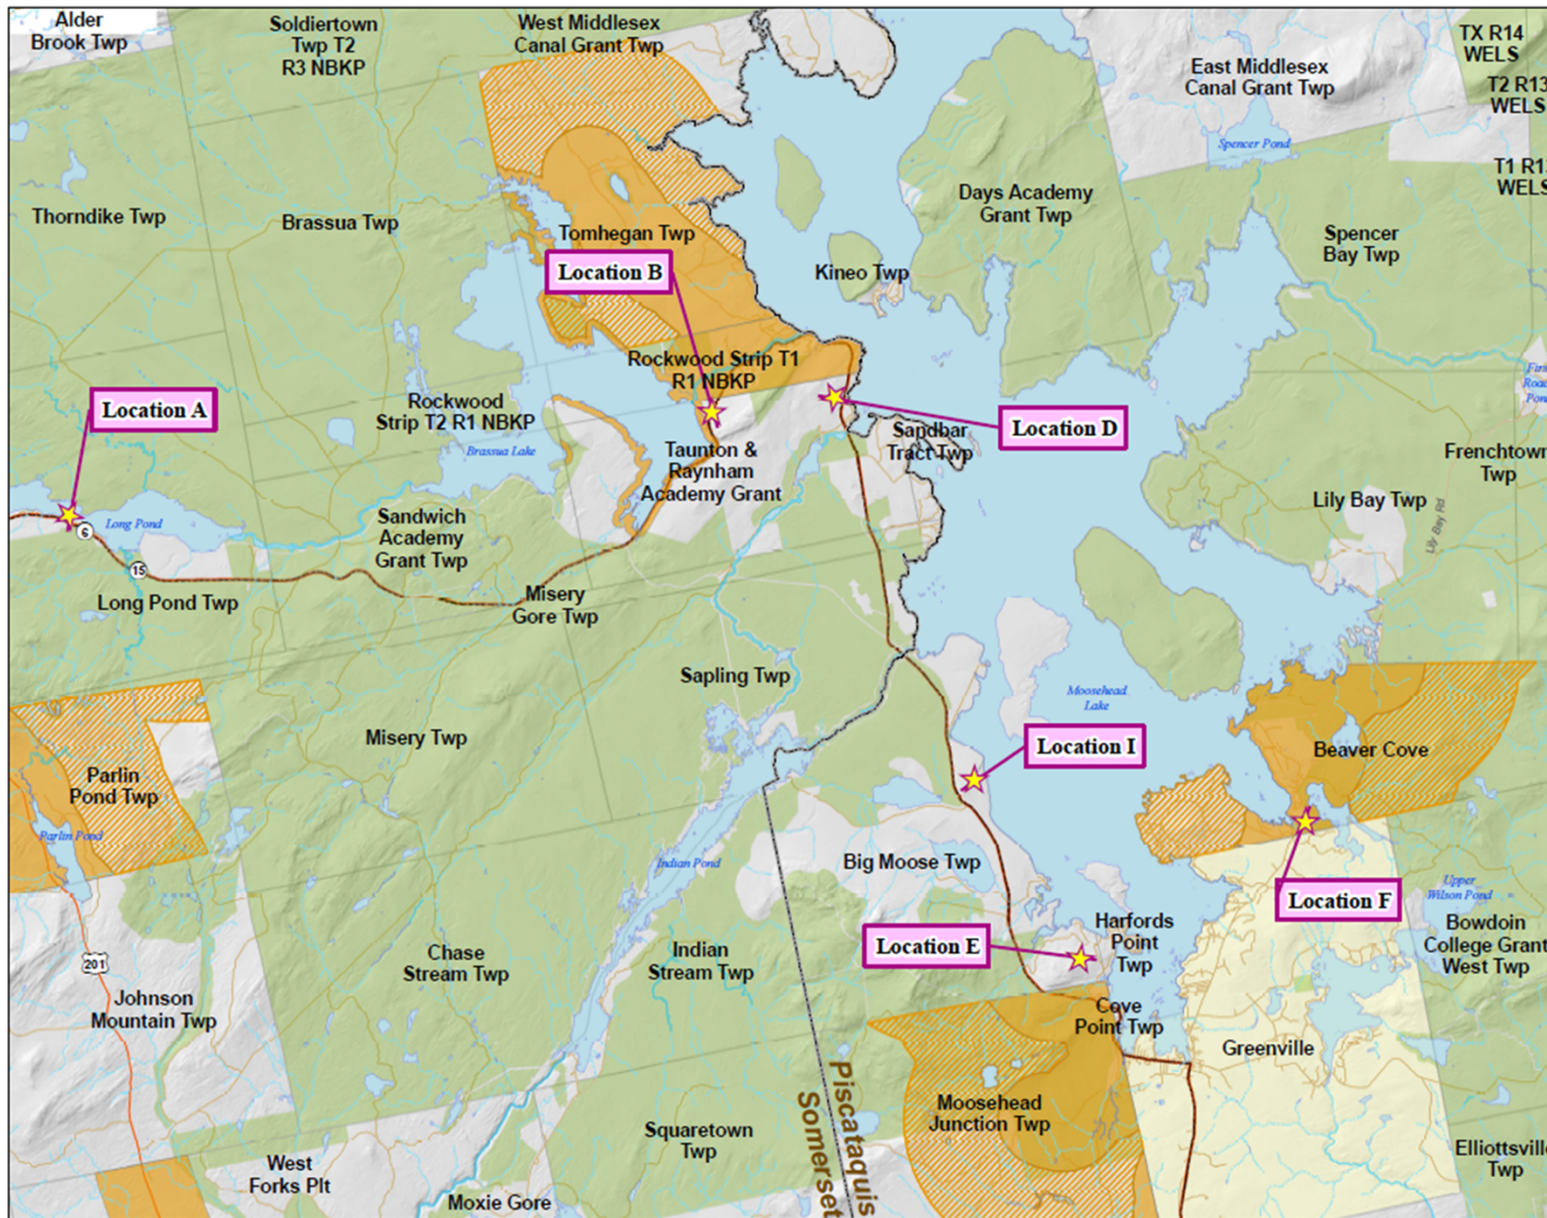 Alder
Brook Twp
Soldiertown
Twp T2
R3 NBKP
West Middlesex
Canal Grant Twp
TX R14
WELS
East Middlesex
Canal Grant Twp
T2 R13
WELS
Spencer Pond
T1 R13
WELS
Thorndike Twp
Brassua Twp
Days Academy
Grant Twp
Tomhegan Twp
Spencer
Bay Twp
Location B
Kineo Twp
Rockwood Strip T1
R1 NBKP
Location A
Rockwood
Strip T2 R1 NBKP
Location D
Sandbar
Tract Twp
Brassua Lake
Taunton &
Raynham
Academy Grant
Frenchtown
Twp
Lily Bay Twp
Lily Bay Rd
Long Pond
6
Sandwich
Academy
Grant Twp
15
Long Pond Twp
Misery
Gore Twp
Sapling Twp
Moosehead
Lake
Misery Twp
Location I
Beaver Cove
Parlin
Pond Twp
Parlin Pond
Indian Pond
Big Moose Twp
Upper
Wilson Pond
Location F
Harfords
Point
Twp
Location E
Bowdoin
College Grant
West Twp
Chase
Stream Twp
Indian
Stream Twp
201
Johnson
Mountain Twp
Cove
Point Twp
Greenville
Piscataquis
Somerset
Moosehead
Junction Twp
Squaretown
Twp
Elliottsville
Twp
West
Forks Plt
Moxie Gore